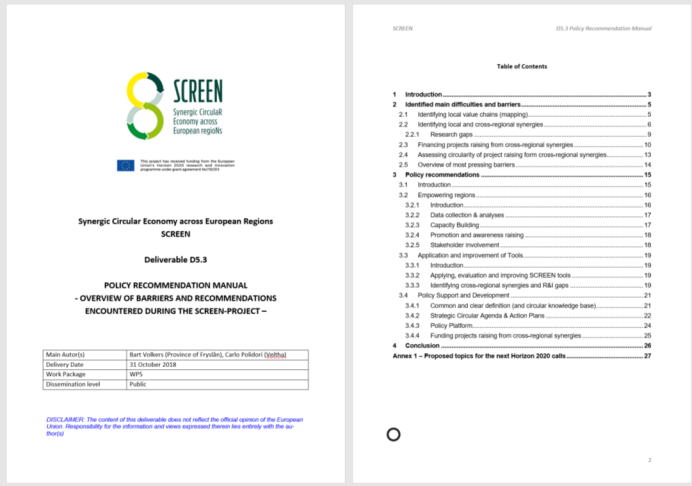 SCREEN
Synergic CirculaR
Economy across
European regioNs
This project has received funding from the European
Union's Horizon 2020 research and innovation
programme under grant agreement
Synergic Circular Economy across European Regions
SCREEN
Deliverable D5.3
POLICY RECOMMENDATION MANUAL
- OVERVIEW OF BARRIERS AND RECOMMENDATIONS
ENCOUNTERED DURING THE SCREEN-PROJECT –
Main Autor(s) Bart Volkers (Province of Fryslân), Carlo Polidori (Veltha)
Delivery Date 31 October 2018
Work Package WP5
Dissemination level Public
DISCLAIMER: The content of this deliverable does not reflect the official opinion of the European
Union. Responsibility for the information and views expressed therein lies entirely with the au-
thor(s)
SCREEN D5.3 Policy Recommendation Manual
Table of Contents
1 Introduction 3
2 Identified main difficulties and barriers 5
2.1 Identifying local value chains (mapping) 5
2.2 Identifying local and cross-regional synergies 6
2.2.1 Research gaps 9
2.3 Financing projects raising from cross-regional synergies 10
2.4 Assessing circularity of project raising form cross-regional synergies 13
2.5 Overview of most pressing barriers 14
3 Policy recommendations 15
3.1 Introduction 15
3.2 Empowering regions 16
3.2.1 Introduction 16
3.2.2 Data collection & analyses 17
3.2.3 Capacity Building 17
3.2.4 Promotion and awareness raising 18
3.2.5 Stakeholder involvement 18
3.3 Application and improvement of Tools 19
3.3.1 Introduction 19
3.3.2 Applying, evaluation and improving SCREEN tools 19
3.3.3 Identifying cross-regional synergies and R&I gaps 19
3.4 Policy Support and Development 21
3.4.1 Common and clear definition (and circular knowledge base) 21
3.4.2 Strategic Circular Agenda & Action Plans 22
3.4.3 Policy Platform 24
3.4.4 Funding projects raising from cross-regional synergies 25
4 Conclusion 26
Annex 1 – Proposed topics for the next Horizon 2020 calls 27
2